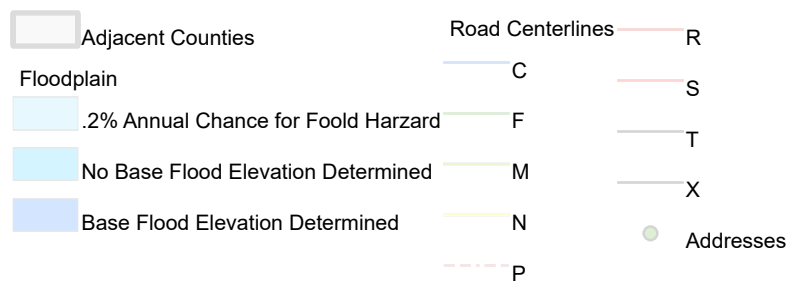 Adjacent Counties
Floodplain
.2% Annual Chance for Foold Harzard
No Base Flood Elevation Determined
Base Flood Elevation Determined
Road Centerlines
C
F
M
N
P
R
S
T
X
Addresses